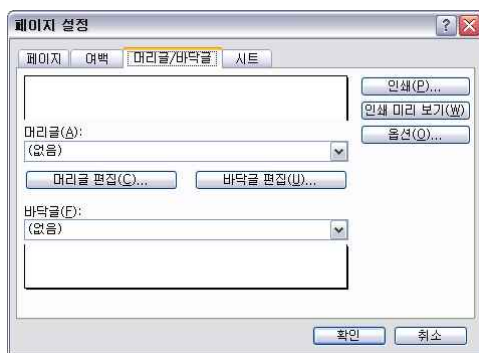 페이지 설정
페이지 여백 머리글/바닥글 시트
인쇄(P)...
인쇄 미리 보기(W)
옵션(O)...
머리글(A):
(없음)
머리글 편집(C)... 바닥글 편집(U)...
바닥글(F):
(없음)
확인 취소